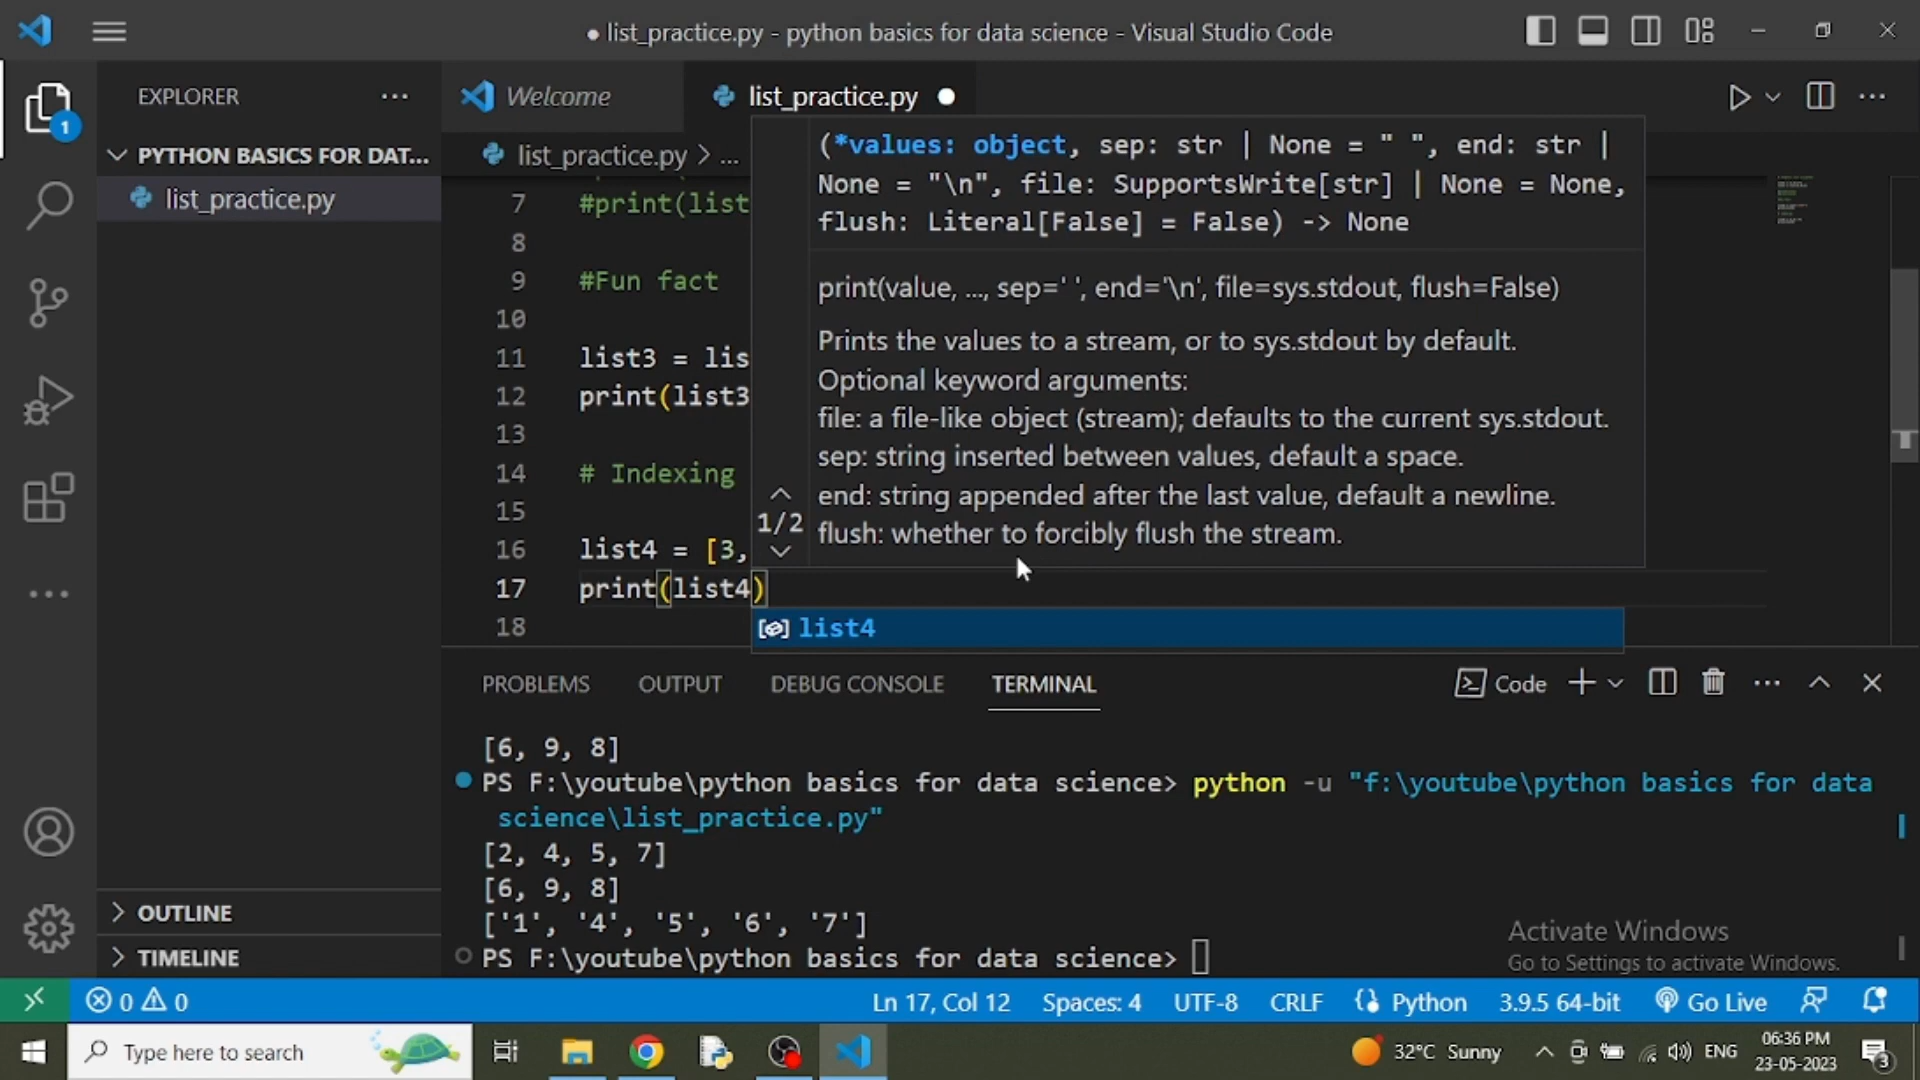 ● list_practice.py - python basics for data science - Visual Studio Code
EXPLORER
Welcome
list_practice.py
1
PYTHON BASICS FOR DAT...
list_practice.py > ...
list_practice.py
(*values: object, sep: str | None = " ", end: str |
None = "\n", file: SupportsWrite[str] | None = None,
flush: Literal[False] = False) -> None
print(value, ..., sep=' ', end='\n', file=sys.stdout, flush=False)
Prints the values to a stream, or to sys.stdout by default.
Optional keyword arguments:
file: a file-like object (stream); defaults to the current sys.stdout.
sep: string inserted between values, default a space.
end: string appended after the last value, default a newline.
flush: whether to forcibly flush the stream.
1/2
7 #print(list
8
9 #Fun fact
10
11 list3 = lis
12 print(list3
13
14 # Indexing
15
16 list4 = [3,
17 print(list4)
18
list4
PROBLEMS OUTPUT DEBUG CONSOLE TERMINAL
Code
[6, 9, 8]
PS F:\youtube\python basics for data science> python -u "f:\youtube\python basics for data
science\list_practice.py"
[2, 4, 5, 7]
[6, 9, 8]
['1', '4', '5', '6', '7']
PS F:\youtube\python basics for data science>
OUTLINE
TIMELINE
Activate Windows
Go to Settings to activate Windows.
0 0
Ln 17, Col 12 Spaces: 4 UTF-8 CRLF Python 3.9.5 64-bit Go Live
Type here to search
32°C Sunny
ENG
06:36 PM
23-05-2023
3